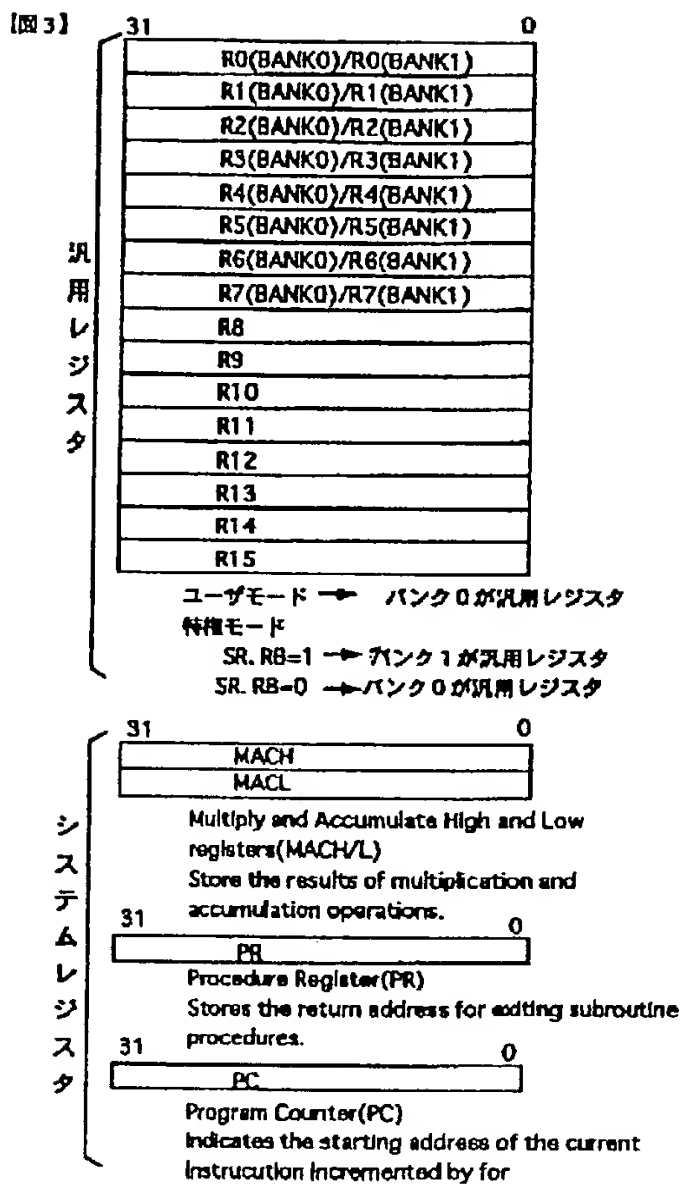 【図3】
31 0
R0(BANK0)/R0(BANK1)
R1(BANK0)/R1(BANK1)
R2(BANK0)/R2(BANK1)
R3(BANK0)/R3(BANK1)
R4(BANK0)/R4(BANK1)
R5(BANK0)/R5(BANK1)
R6(BANK0)/R6(BANK1)
R7(BANK0)/R7(BANK1)
R8
R9
R10
R11
R12
R13
R14
R15
汎用レジスタ
ユーザモード → バンク0が汎用レジスタ
特権モード
SR.RB=1 → バンク1が汎用レジスタ
SR.RB=0 → バンク0が汎用レジスタ
31 0
MACH
MACL
Multiply and Accumulate High and Low
registers(MACH/L)
Store the results of multiplication and
accumulation operations.
システムレジスタ
31 0
PR
Procedure Register(PR)
Stores the return address for exiting subroutine
procedures.
31 0
PC
Program Counter(PC)
Indicates the starting address of the current
Instrucution incremented by for